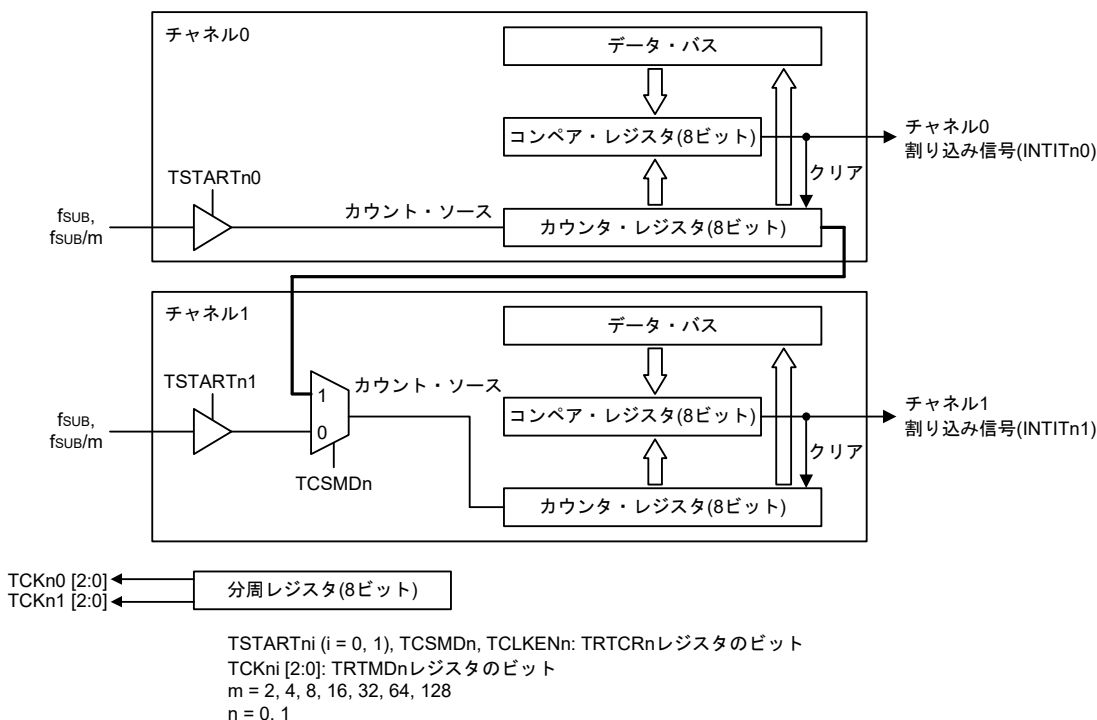 チャネル0
データ・バス
コンペア・レジスタ(8ビット)
チャネル0
割り込み信号(INTITn0)
クリア
TSTARTn0
fSUB,
fSUB/m
カウント・ソース
カウンタ・レジスタ(8ビット)
チャネル1
データ・バス
TSTARTn1
カウント・ソース
1
0
fSUB,
fSUB/m
コンペア・レジスタ(8ビット)
チャネル1
割り込み信号(INTITn1)
クリア
TCSMDn
カウンタ・レジスタ(8ビット)
TCKn0 [2:0]
TCKn1 [2:0]
分周レジスタ(8ビット)
TSTARTni (i = 0, 1), TCSMDn, TCLKENn: TRTCRnレジスタのビット
TCKni [2:0]: TRTMDnレジスタのビット
m = 2, 4, 8, 16, 32, 64, 128
n = 0, 1